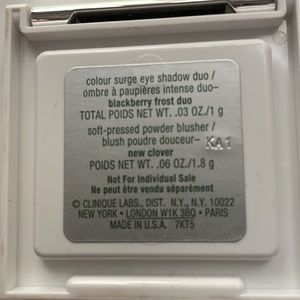 colour surge eye shadow duo /
ombre à paupières intense duo-
blackberry frost duo
TOTAL POIDS NET WT. .03 OZ./1 g
soft-pressed powder blusher /
blush poudre douceur-
new clover
KA1
POIDS NET WT. .06 OZ./1.8 g
Not For Individual Sale
Ne peut être vendu séparément
© CLINIQUE LABS., DIST. N.Y., N.Y. 10022
NEW YORK • LONDON W1K 3BQ • PARIS
MADE IN U.S.A. 7KT5